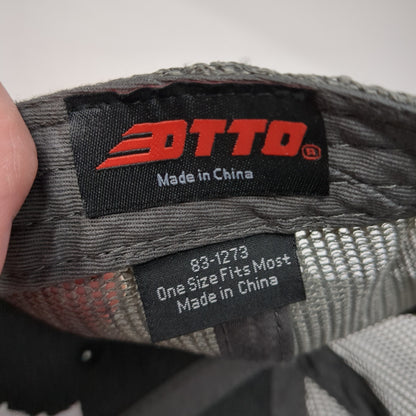 OTTO®
Made in China
83-1273
One Size Fits Most
Made in China